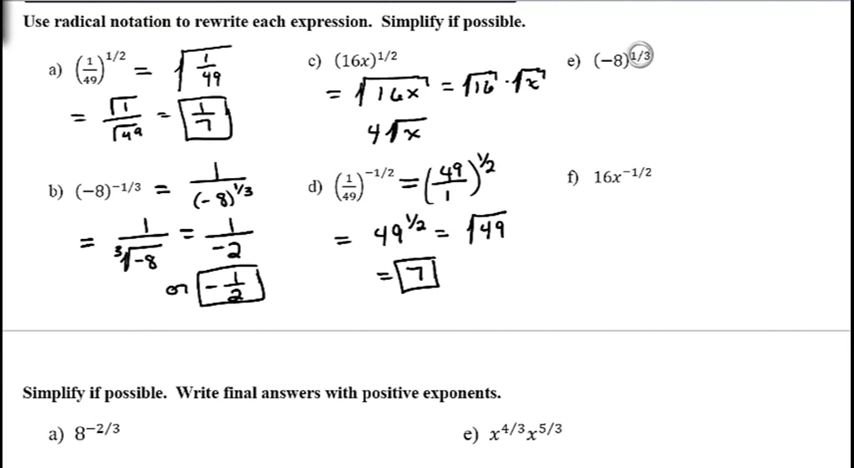 Use radical notation to rewrite each expression. Simplify if possible.
a) (1/49)^1/2 = √(1/49)
= √1/√49 = 1/7
b) (−8)^−1/3 = 1/(-8)^1/3
= 1/∛-8 = 1/-2
or -1/2
c) (16x)^1/2
= √16x = √16 · √x
4√x
d) (1/49)^−1/2 = (49/1)^1/2
= 49^1/2 = √49
= 7
e) (−8)^1/3
f) 16x^−1/2
Simplify if possible. Write final answers with positive exponents.
a) 8^−2/3
e) x^4/3 x^5/3